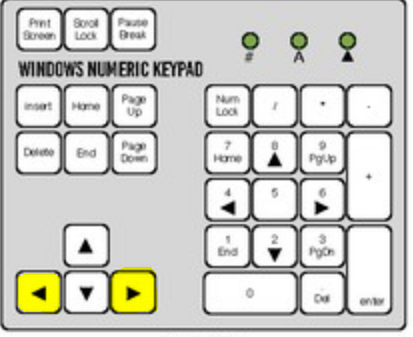 Print Screen
Scroll Lock
Pause Break
# A ▲
WINDOWS NUMERIC KEYPAD
Insert
Home
Page Up
Num Lock
/
*
-
Delete
End
Page Down
7 Home
8 ▲
9 PgUp
+
4 ◀
5
6 ▶
▲
1 End
2 ▼
3 PgDn
◀
▼
▶
0
. Del
enter